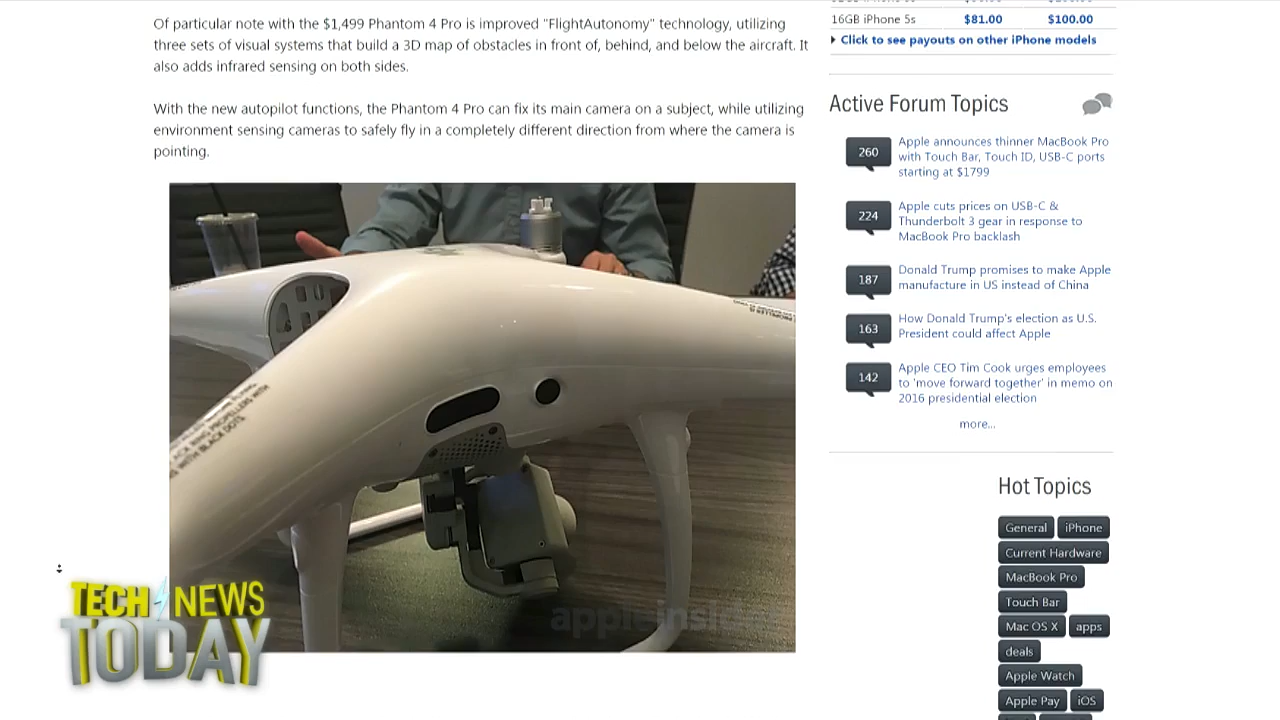 Of particular note with the $1,499 Phantom 4 Pro is improved "FlightAutonomy" technology, utilizing
three sets of visual systems that build a 3D map of obstacles in front of, behind, and below the aircraft. It
also adds infrared sensing on both sides.
With the new autopilot functions, the Phantom 4 Pro can fix its main camera on a subject, while utilizing
environment sensing cameras to safely fly in a completely different direction from where the camera is
pointing.
appleinsider
TECH NEWS
TODAY
16GB iPhone 5s $81.00 $100.00
Click to see payouts on other iPhone models
Active Forum Topics
260
Apple announces thinner MacBook Pro
with Touch Bar, Touch ID, USB-C ports
starting at $1799
224
Apple cuts prices on USB-C &
Thunderbolt 3 gear in response to
MacBook Pro backlash
187
Donald Trump promises to make Apple
manufacture in US instead of China
163
How Donald Trump's election as U.S.
President could affect Apple
142
Apple CEO Tim Cook urges employees
to 'move forward together' in memo on
2016 presidential election
more...
Hot Topics
General iPhone
Current Hardware
MacBook Pro
Touch Bar
Mac OS X apps
deals
Apple Watch
Apple Pay iOS